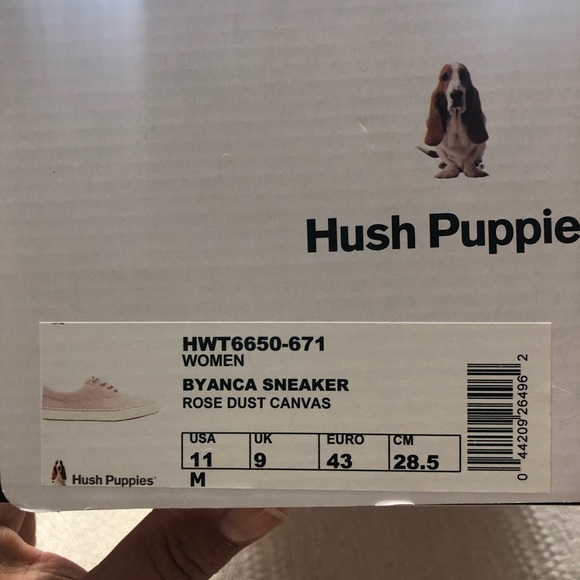 Hush Puppie
HWT6650-671
WOMEN
BYANCA SNEAKER
ROSE DUST CANVAS
USA UK EURO CM
11 9 43 28.5
M
Hush Puppies
0 44209 26496 2